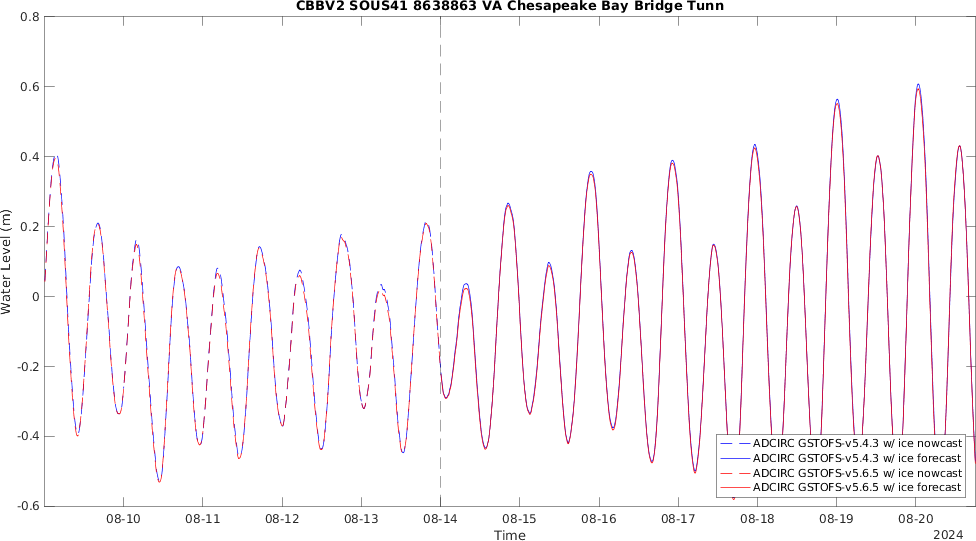 CBBV2 SOUS41 8638863 VA Chesapeake Bay Bridge Tunn
0.8
0.6
0.4
0.2
0
-0.2
-0.4
-0.6
Water Level (m)
ADCIRC GSTOFS-v5.4.3 w/ ice nowcast
ADCIRC GSTOFS-v5.4.3 w/ ice forecast
ADCIRC GSTOFS-v5.6.5 w/ ice nowcast
ADCIRC GSTOFS-v5.6.5 w/ ice forecast
08-10 08-11 08-12 08-13 08-14 08-15 08-16 08-17 08-18 08-19 08-20
Time
2024